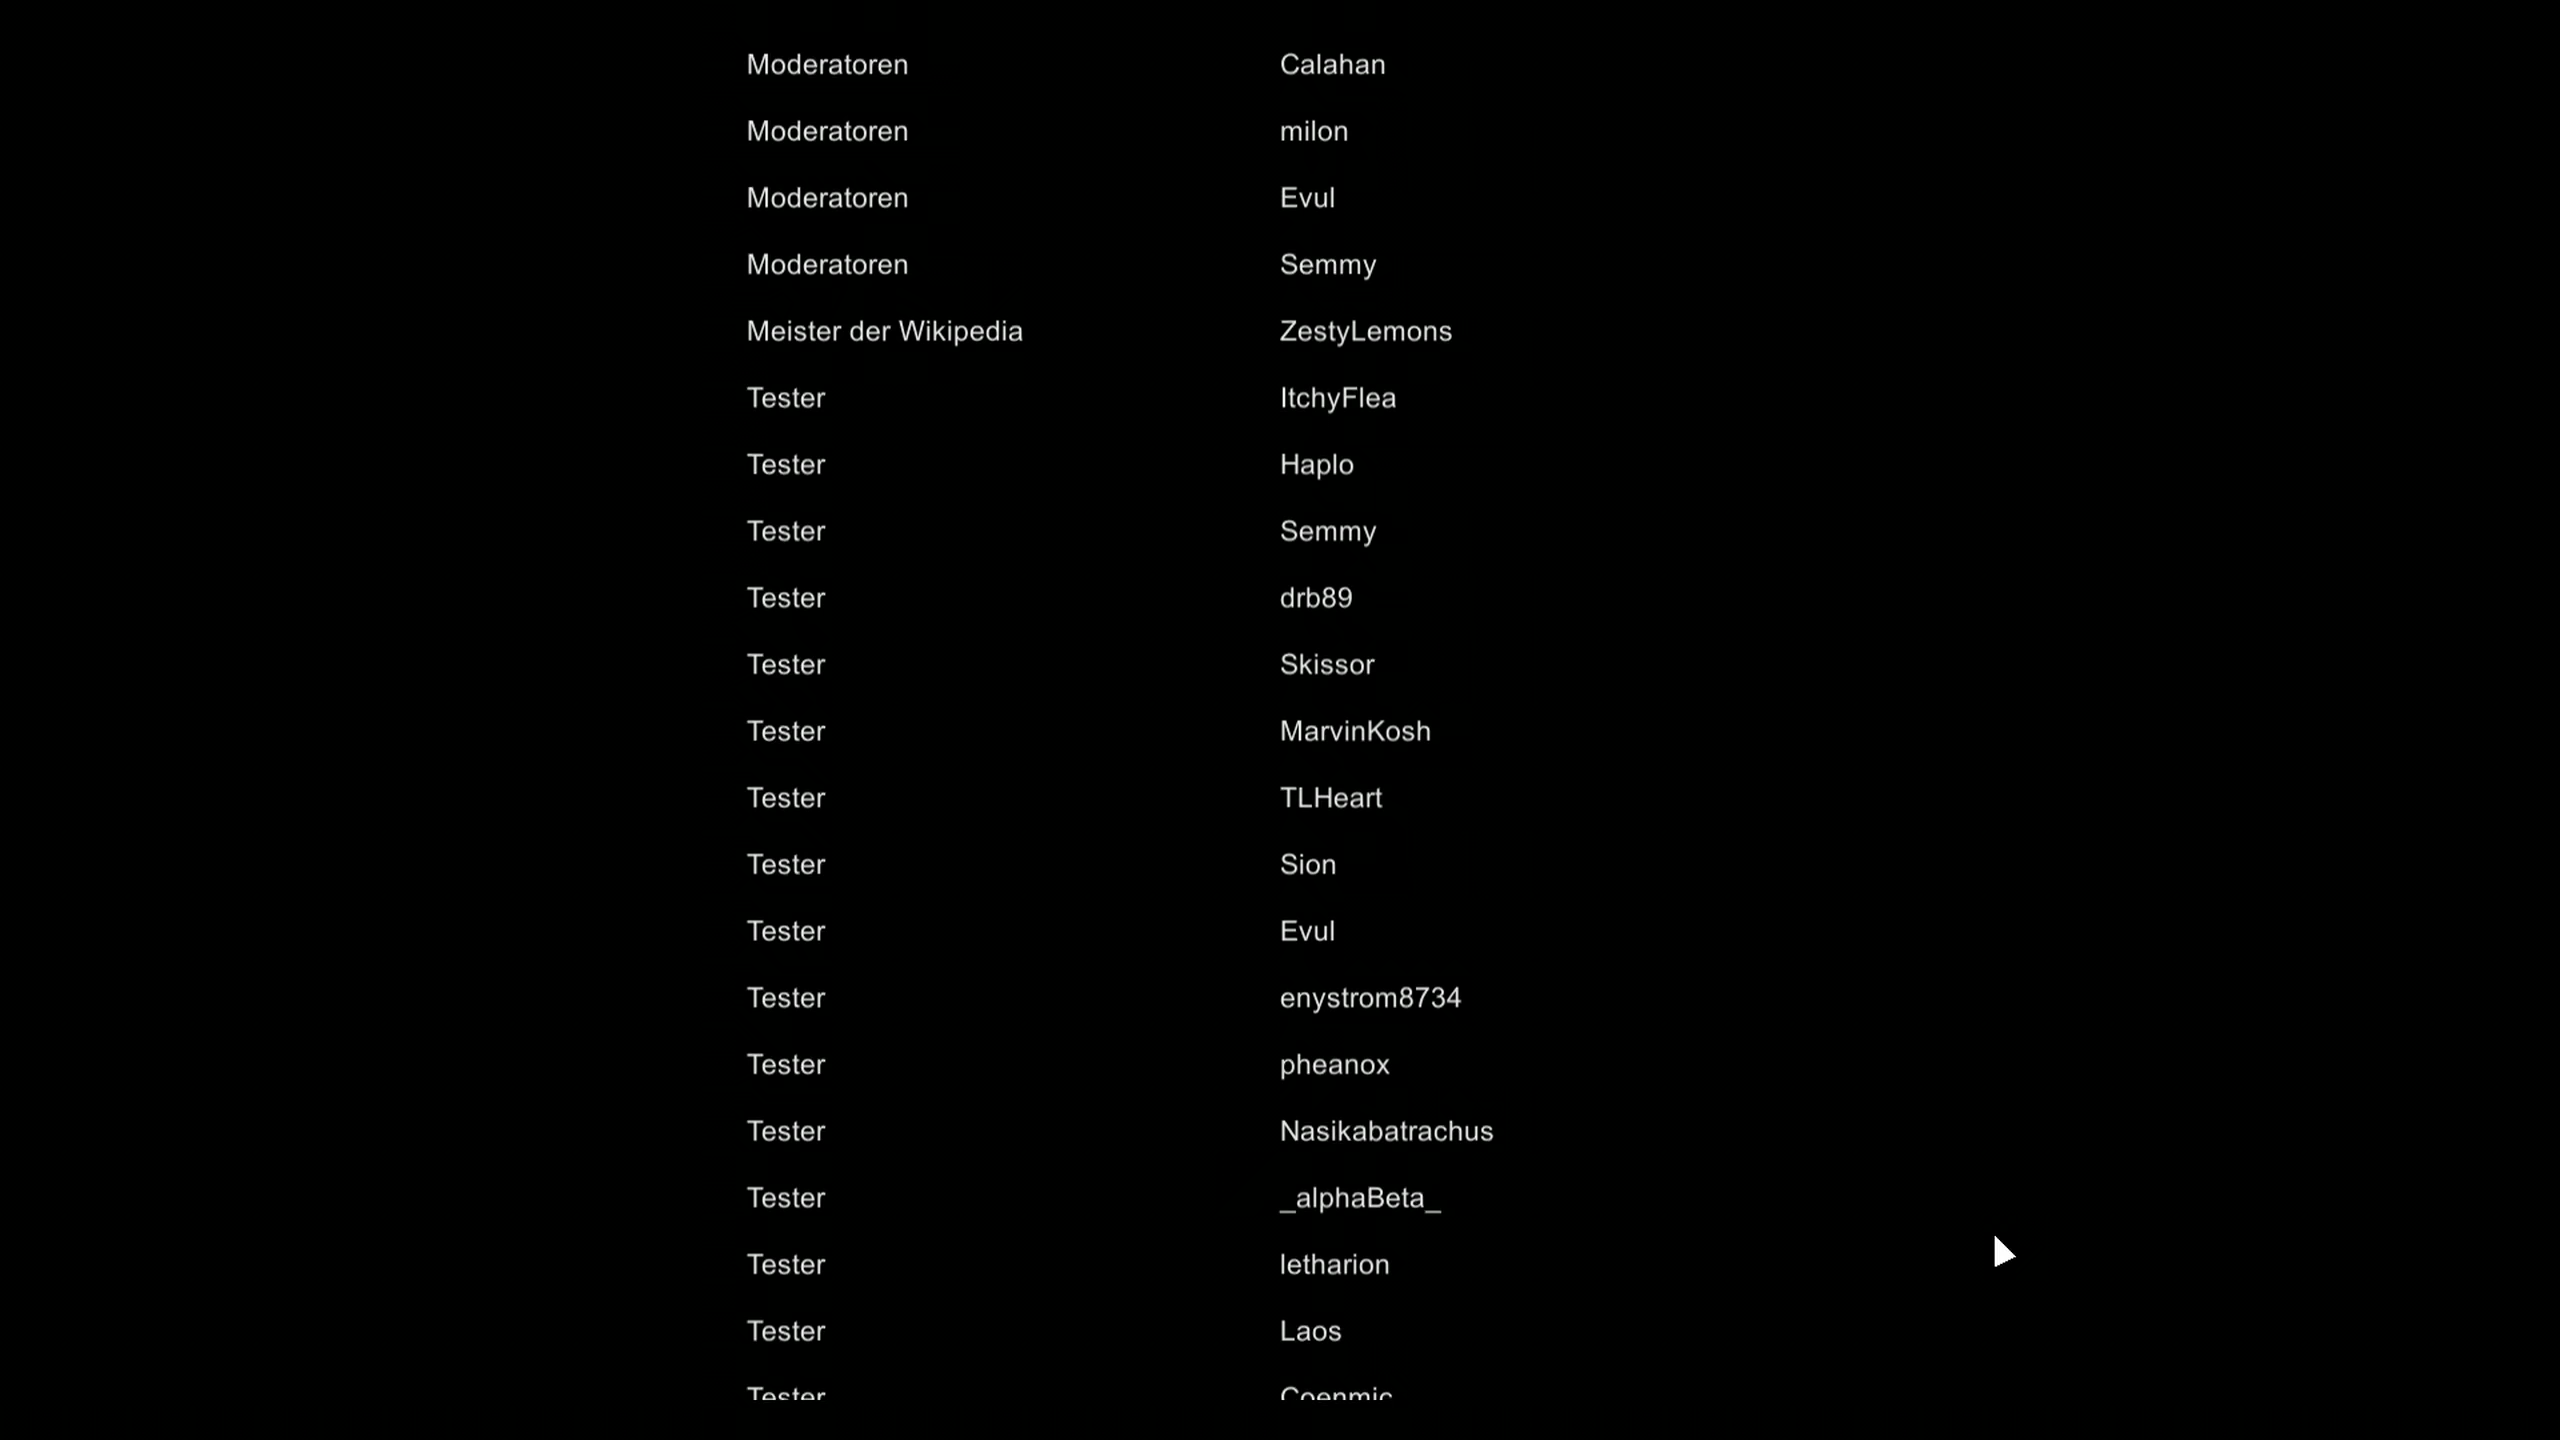 Moderatoren Calahan
Moderatoren milon
Moderatoren Evul
Moderatoren Semmy
Meister der Wikipedia ZestyLemons
Tester ItchyFlea
Tester Haplo
Tester Semmy
Tester drb89
Tester Skissor
Tester MarvinKosh
Tester TLHeart
Tester Sion
Tester Evul
Tester enystrom8734
Tester pheanox
Tester Nasikabatrachus
Tester _alphaBeta_
Tester letharion
Tester Laos
Tester Coenmic